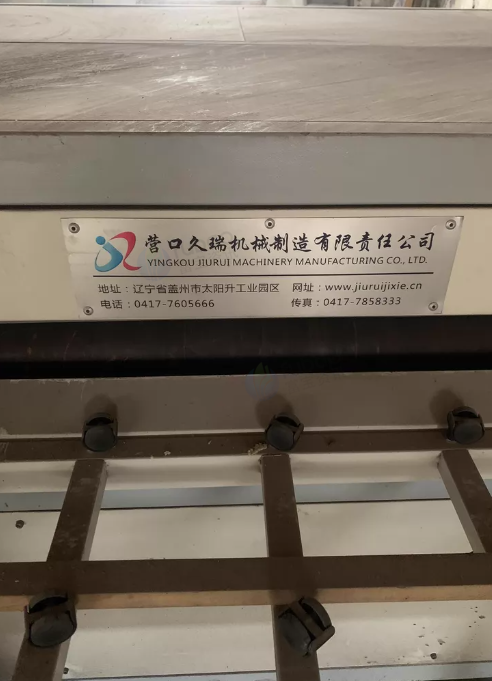 营口久瑞机械制造有限责任公司
YINGKOU JIURUI MACHINERY MANUFACTURING CO., LTD.
地址：辽宁省盖州市太阳升工业园区 网址：www.jiuruijixie.cn
电话：0417-7605666 传真：0417-7858333